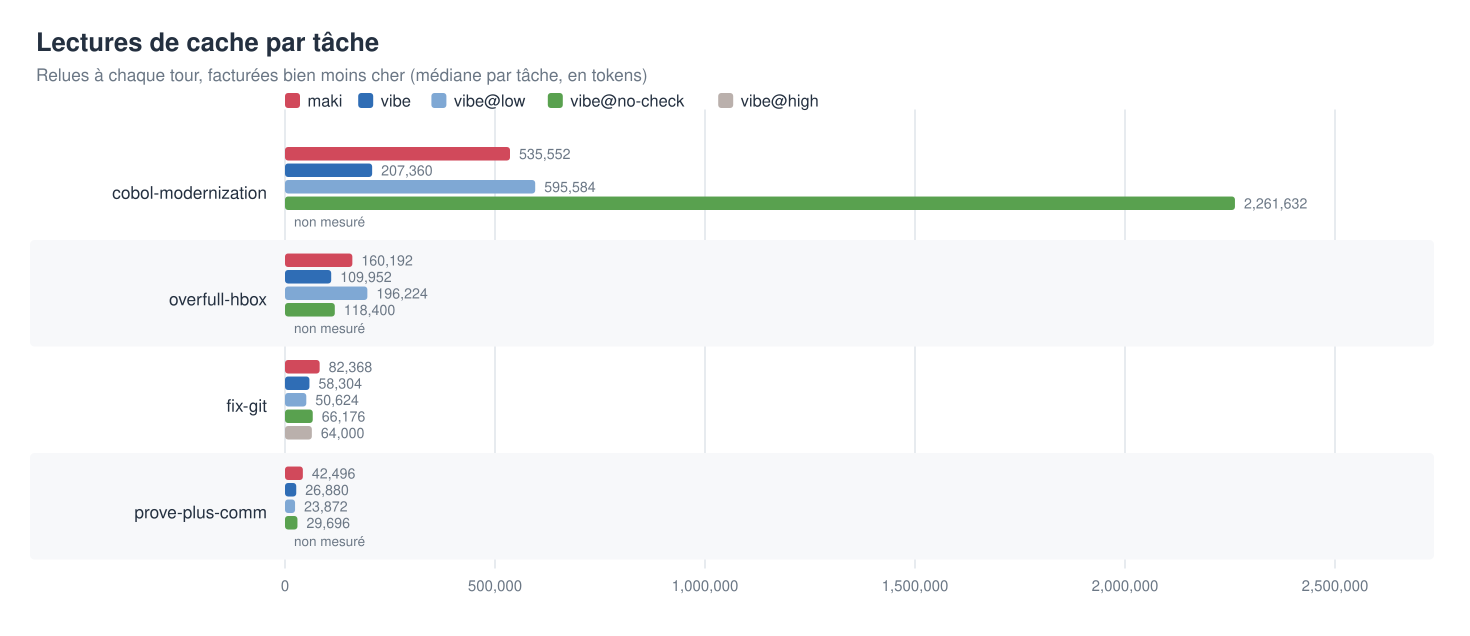 Lectures de cache par tâche
Relues à chaque tour, facturées bien moins cher (médiane par tâche, en tokens)
maki vibe vibe@low vibe@no-check vibe@high
cobol-modernization
535,552
207,360
595,584
2,261,632
non mesuré
overfull-hbox
160,192
109,952
196,224
118,400
non mesuré
fix-git
82,368
58,304
50,624
66,176
64,000
prove-plus-comm
42,496
26,880
23,872
29,696
non mesuré
0 500,000 1,000,000 1,500,000 2,000,000 2,500,000